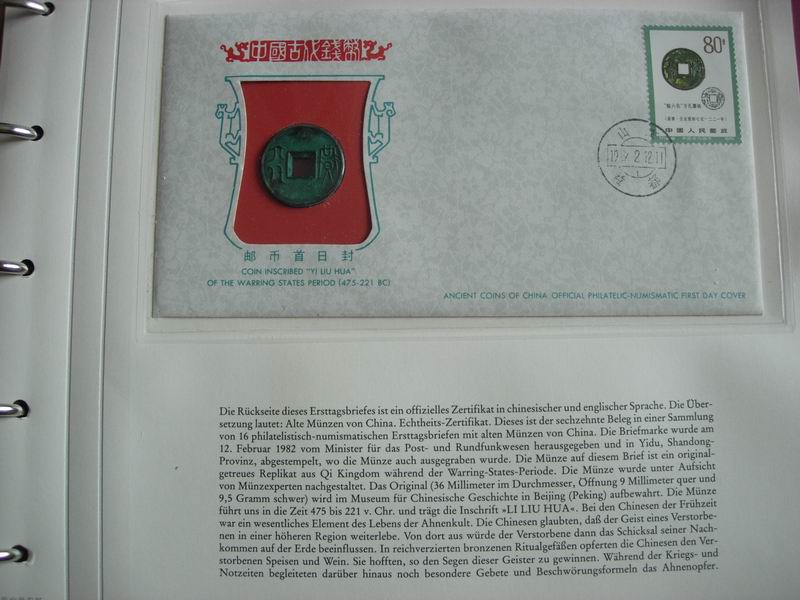 中國古代錢幣
80分
"賹六化"方孔圜钱
中国人民邮政
山
1982.2.12.11
郵币首日封
COIN INSCRIBED "YI LIU HUA"
OF THE WARRING STATES PERIOD (475-221 BC)
ANCIENT COINS OF CHINA OFFICIAL PHILATELIC-NUMISMATIC FIRST DAY COVER
Die Rückseite dieses Ersttagsbriefes ist ein offizielles Zertifikat in chinesischer und englischer Sprache. Die Über-
setzung lautet: Alte Münzen von China. Echtheits-Zertifikat. Dieses ist der sechzehnte Beleg in einer Sammlung
von 16 philatelistisch-numismatischen Ersttagsbriefen mit alten Münzen von China. Die Briefmarke wurde am
12. Februar 1982 vom Minister für das Post- und Rundfunkwesen herausgegeben und in Yidu, Shandong-
Provinz, abgestempelt, wo die Münze auch ausgegraben wurde. Die Münze auf diesem Brief ist ein original-
getreues Replikat aus Qi Kingdom während der Warring-States-Periode. Die Münze wurde unter Aufsicht
von Münzexperten nachgestaltet. Das Original (36 Millimeter im Durchmesser, Öffnung 9 Millimeter quer und
9,5 Gramm schwer) wird im Museum für Chinesische Geschichte in Beijing (Peking) aufbewahrt. Die Münze
führt uns in die Zeit 475 bis 221 v. Chr. und trägt die Inschrift »LI LIU HUA«. Bei den Chinesen der Frühzeit
war ein wesentliches Element des Lebens der Ahnenkult. Die Chinesen glaubten, daß der Geist eines Verstorbe-
nen in einer höheren Region weiterlebe. Von dort aus würde der Verstorbene dann das Schicksal seiner Nach-
kommen auf der Erde beeinflussen. In reichverzierten bronzenen Ritualgefäßen opferten die Chinesen den Ver-
storbenen Speisen und Wein. Sie hofften, so den Segen dieser Geister zu gewinnen. Während der Kriegs- und
Notzeiten begleiteten darüber hinaus noch besondere Gebete und Beschwörungsformeln das Ahnenopfer.